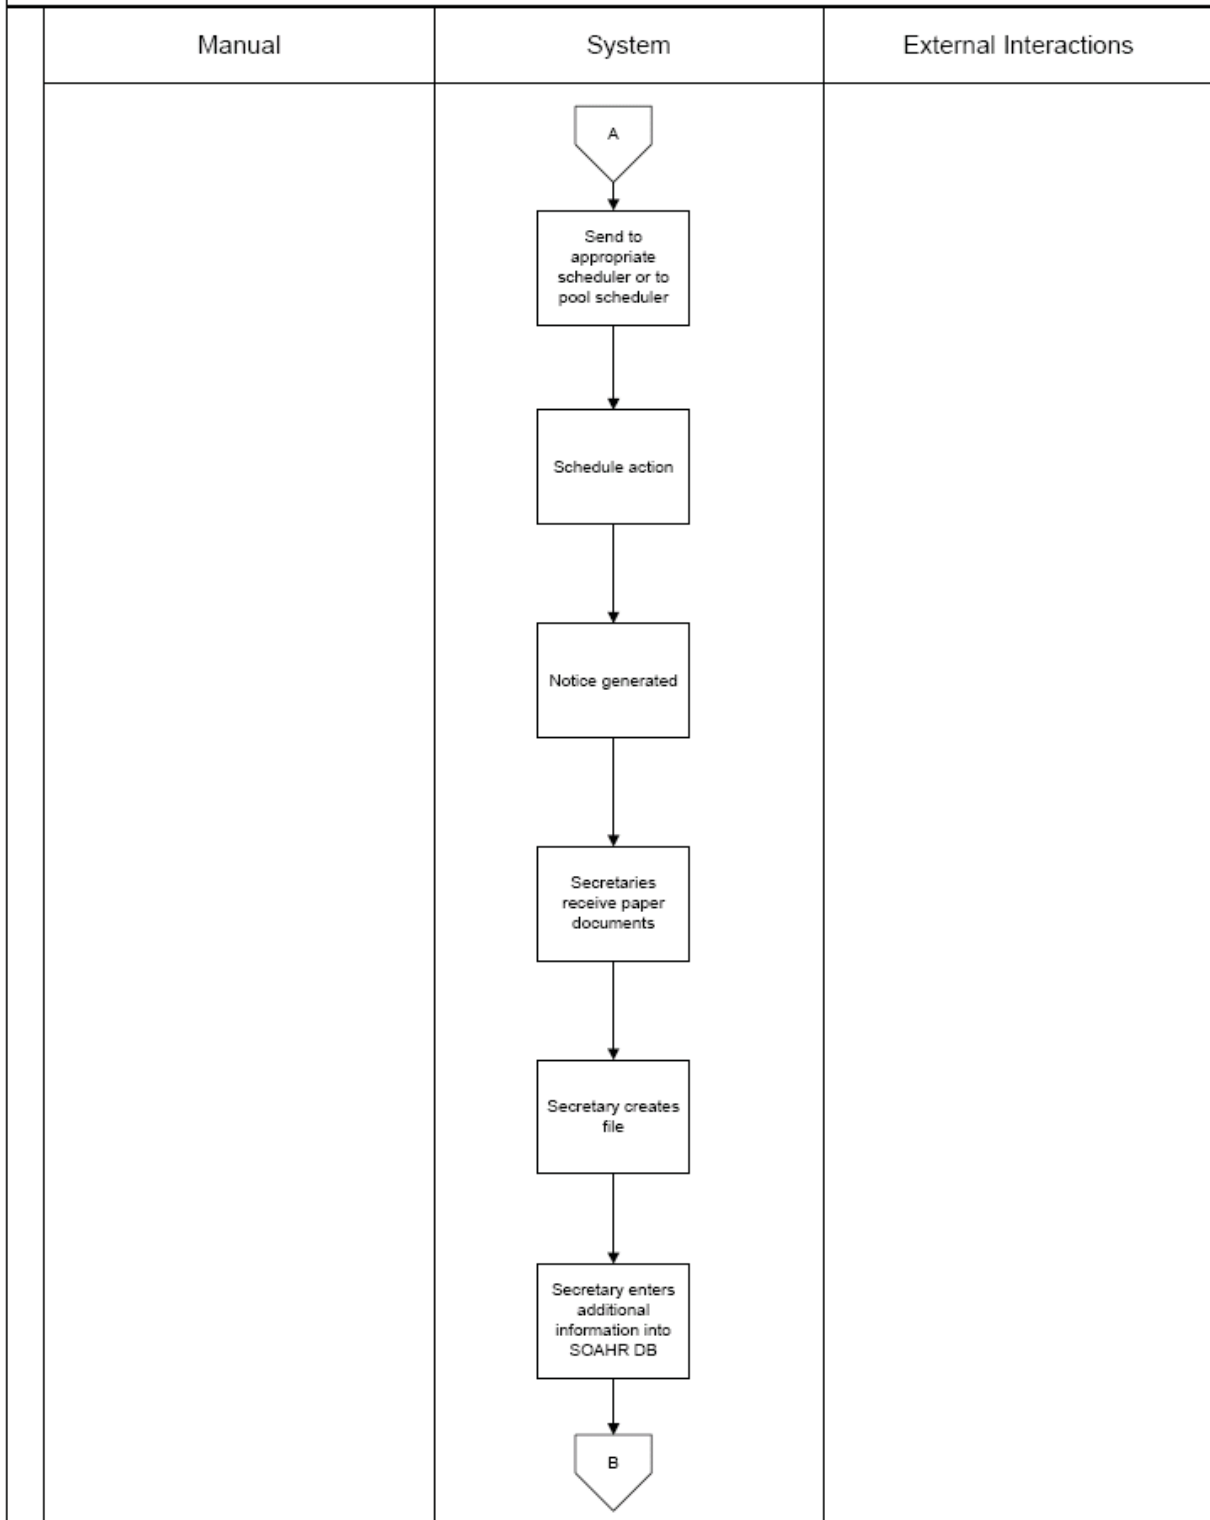 Manual
System
External Interactions
A
Send to
appropriate
scheduler or to
pool scheduler
Schedule action
Notice generated
Secretaries
receive paper
documents
Secretary creates
file
Secretary enters
additional
information into
SOAHR DB
B